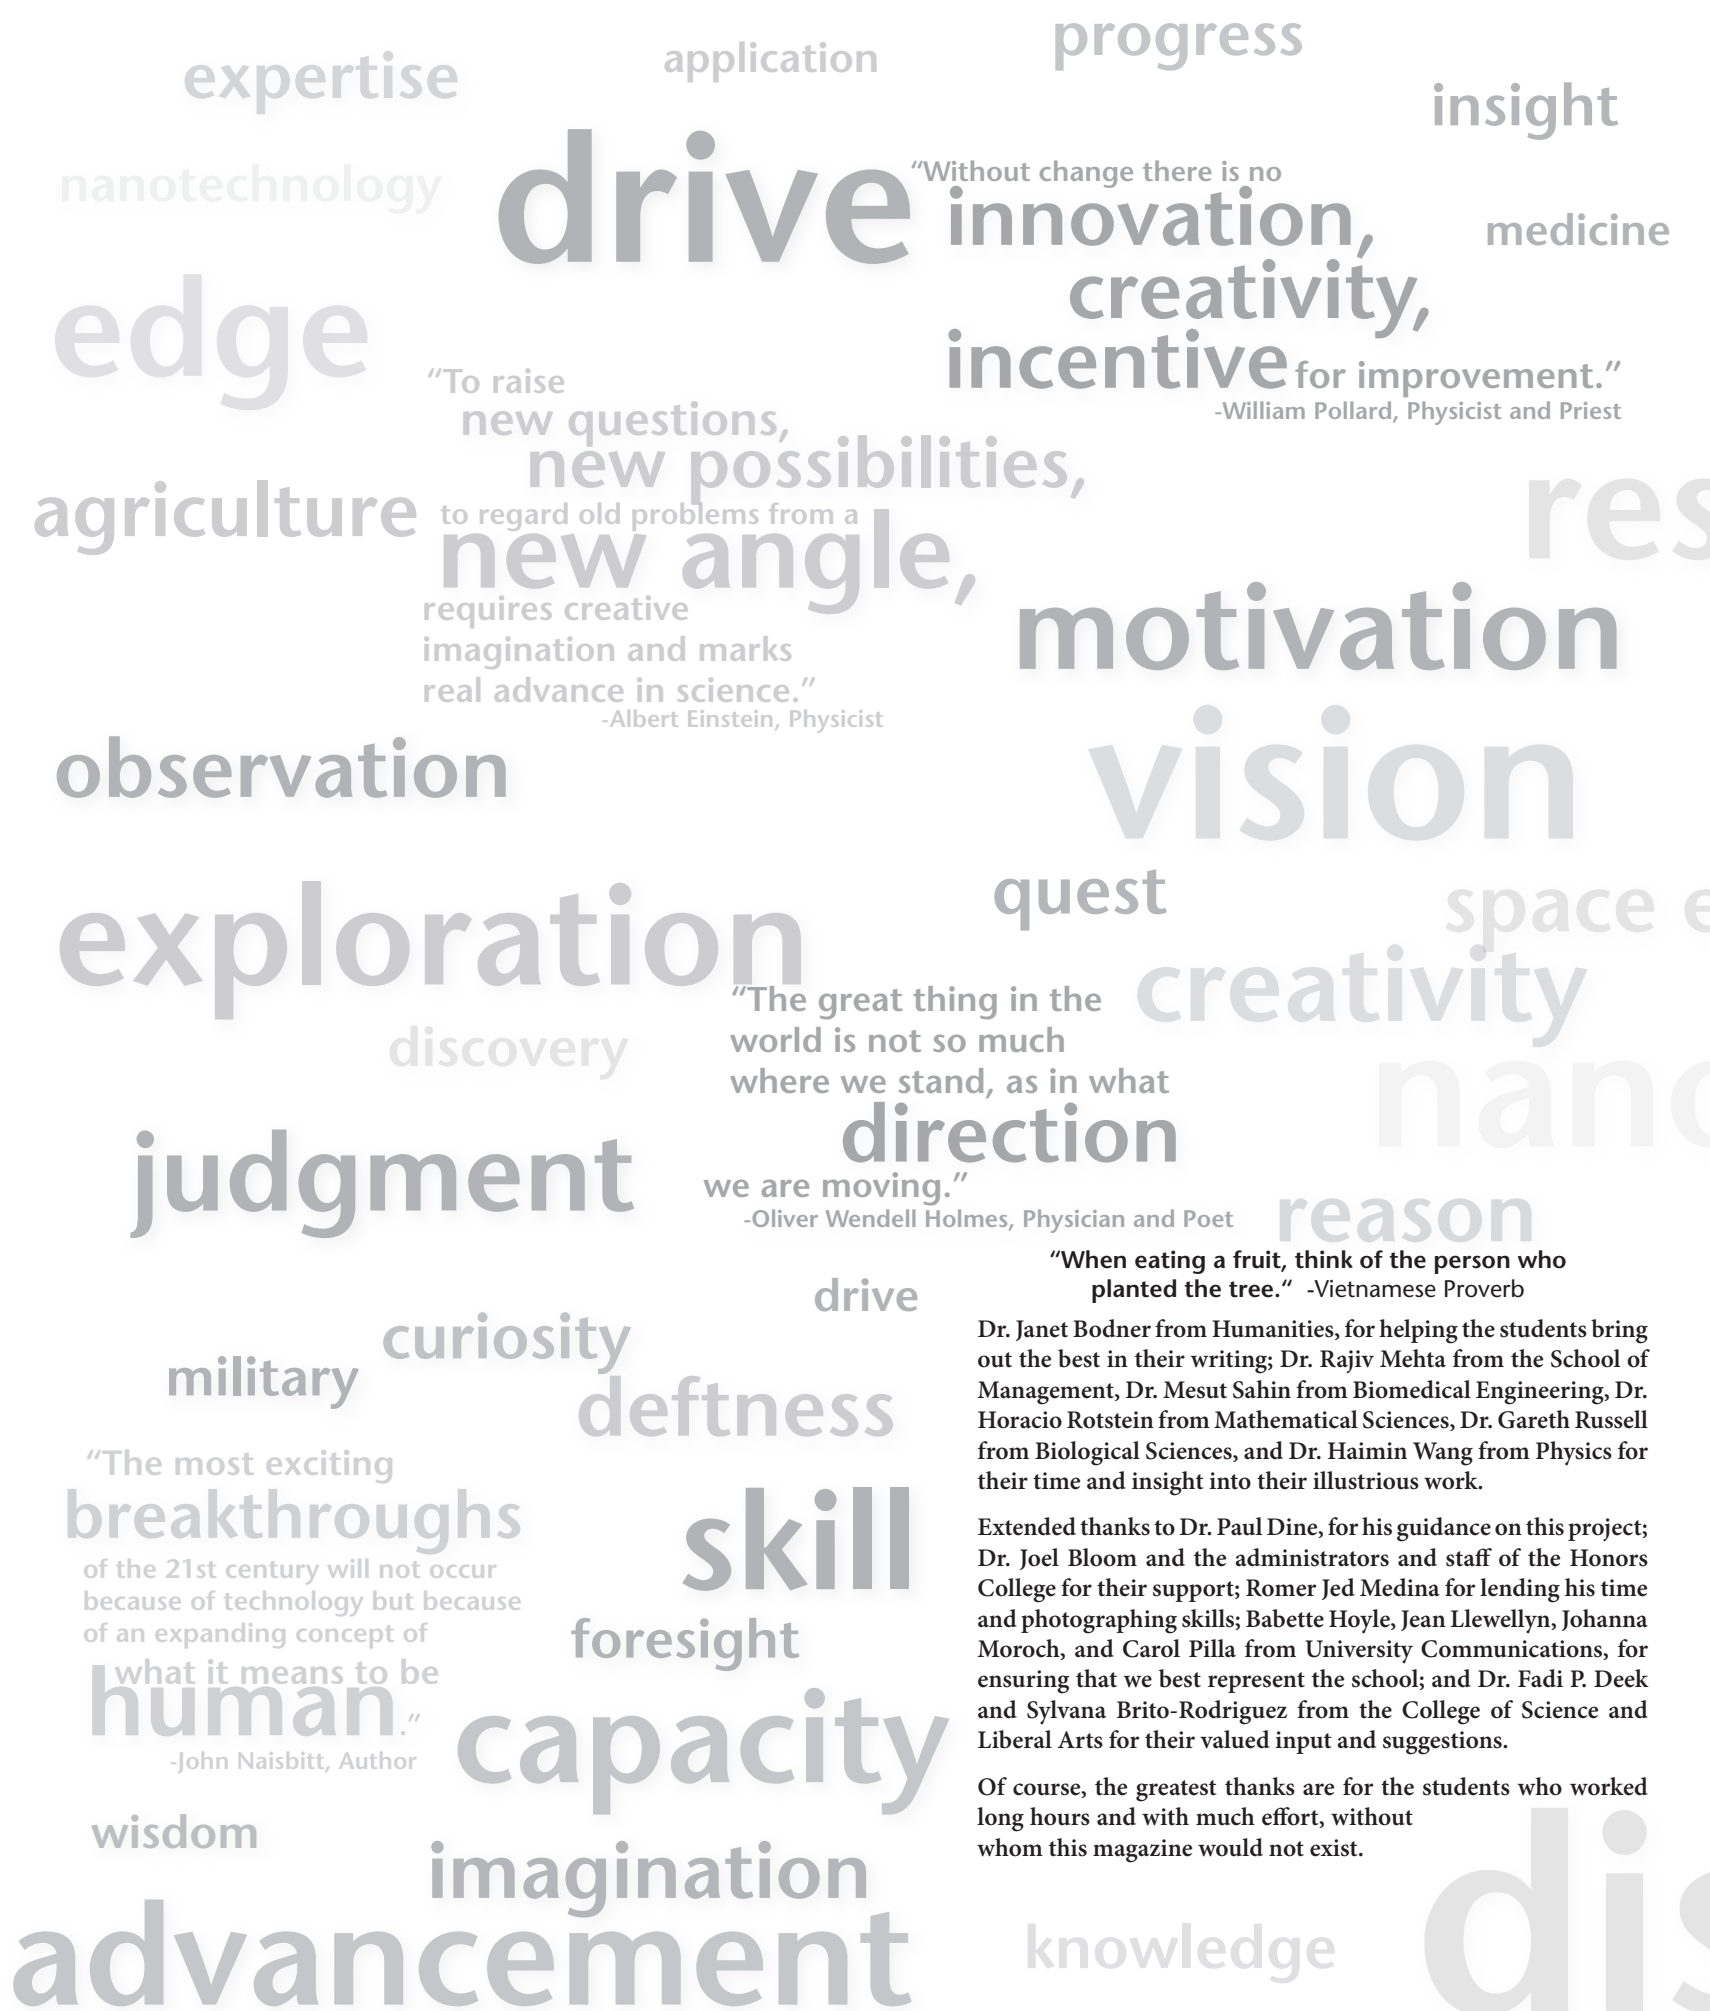 progress
application
expertise
insight
drive
nanotechnology
“Without change there is no
innovation,
medicine
creativity,
incentive for improvement.”
-William Pollard, Physicist and Priest
edge
“To raise
new questions,
new possibilities,
to regard old problems from a
new angle,
requires creative
imagination and marks
real advance in science.”
-Albert Einstein, Physicist
agriculture
res
motivation
observation
vision
quest
exploration
space e
creativity
discovery
“The great thing in the
world is not so much
where we stand, as in what
direction
we are moving.”
-Oliver Wendell Holmes, Physician and Poet
nano
judgment
reason
“When eating a fruit, think of the person who
planted the tree.“ -Vietnamese Proverb
drive
curiosity
military
deftness
Dr. Janet Bodner from Humanities, for helping the students bring
out the best in their writing; Dr. Rajiv Mehta from the School of
Management, Dr. Mesut Sahin from Biomedical Engineering, Dr.
Horacio Rotstein from Mathematical Sciences, Dr. Gareth Russell
from Biological Sciences, and Dr. Haimin Wang from Physics for
their time and insight into their illustrious work.
Extended thanks to Dr. Paul Dine, for his guidance on this project;
Dr. Joel Bloom and the administrators and staff of the Honors
College for their support; Romer Jed Medina for lending his time
and photographing skills; Babette Hoyle, Jean Llewellyn, Johanna
Moroch, and Carol Pilla from University Communications, for
ensuring that we best represent the school; and Dr. Fadi P. Deek
and Sylvana Brito-Rodriguez from the College of Science and
Liberal Arts for their valued input and suggestions.
Of course, the greatest thanks are for the students who worked
long hours and with much effort, without
whom this magazine would not exist.
“The most exciting
breakthroughs
of the 21st century will not occur
because of technology but because
of an expanding concept of
what it means to be
human.”
-John Naisbitt, Author
skill
foresight
capacity
wisdom
imagination
advancement
knowledge
dis